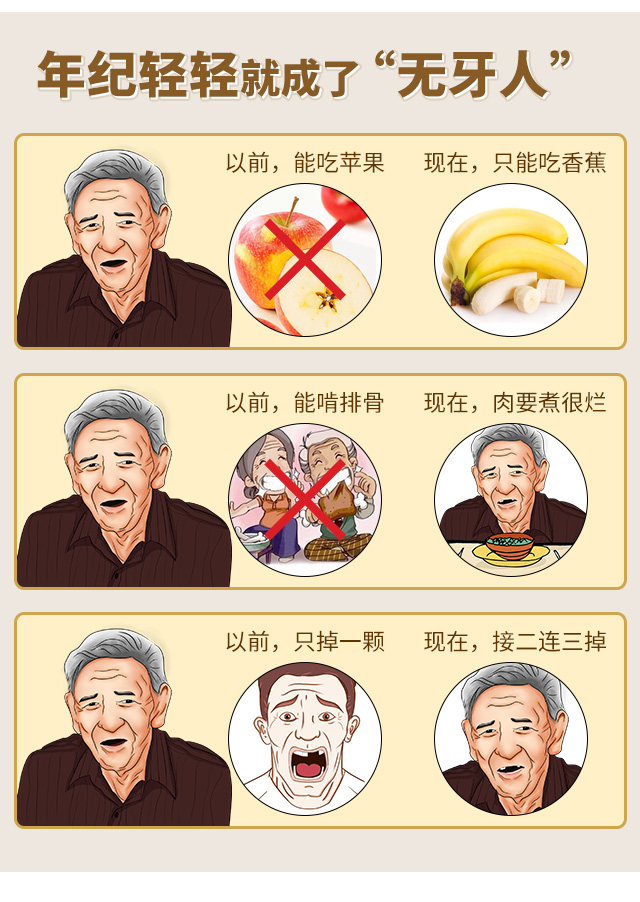 年纪轻轻就成了“无牙人”
以前，能吃苹果
现在，只能吃香蕉
以前，能啃排骨
现在，肉要煮很烂
以前，只掉一颗
现在，接二连三掉